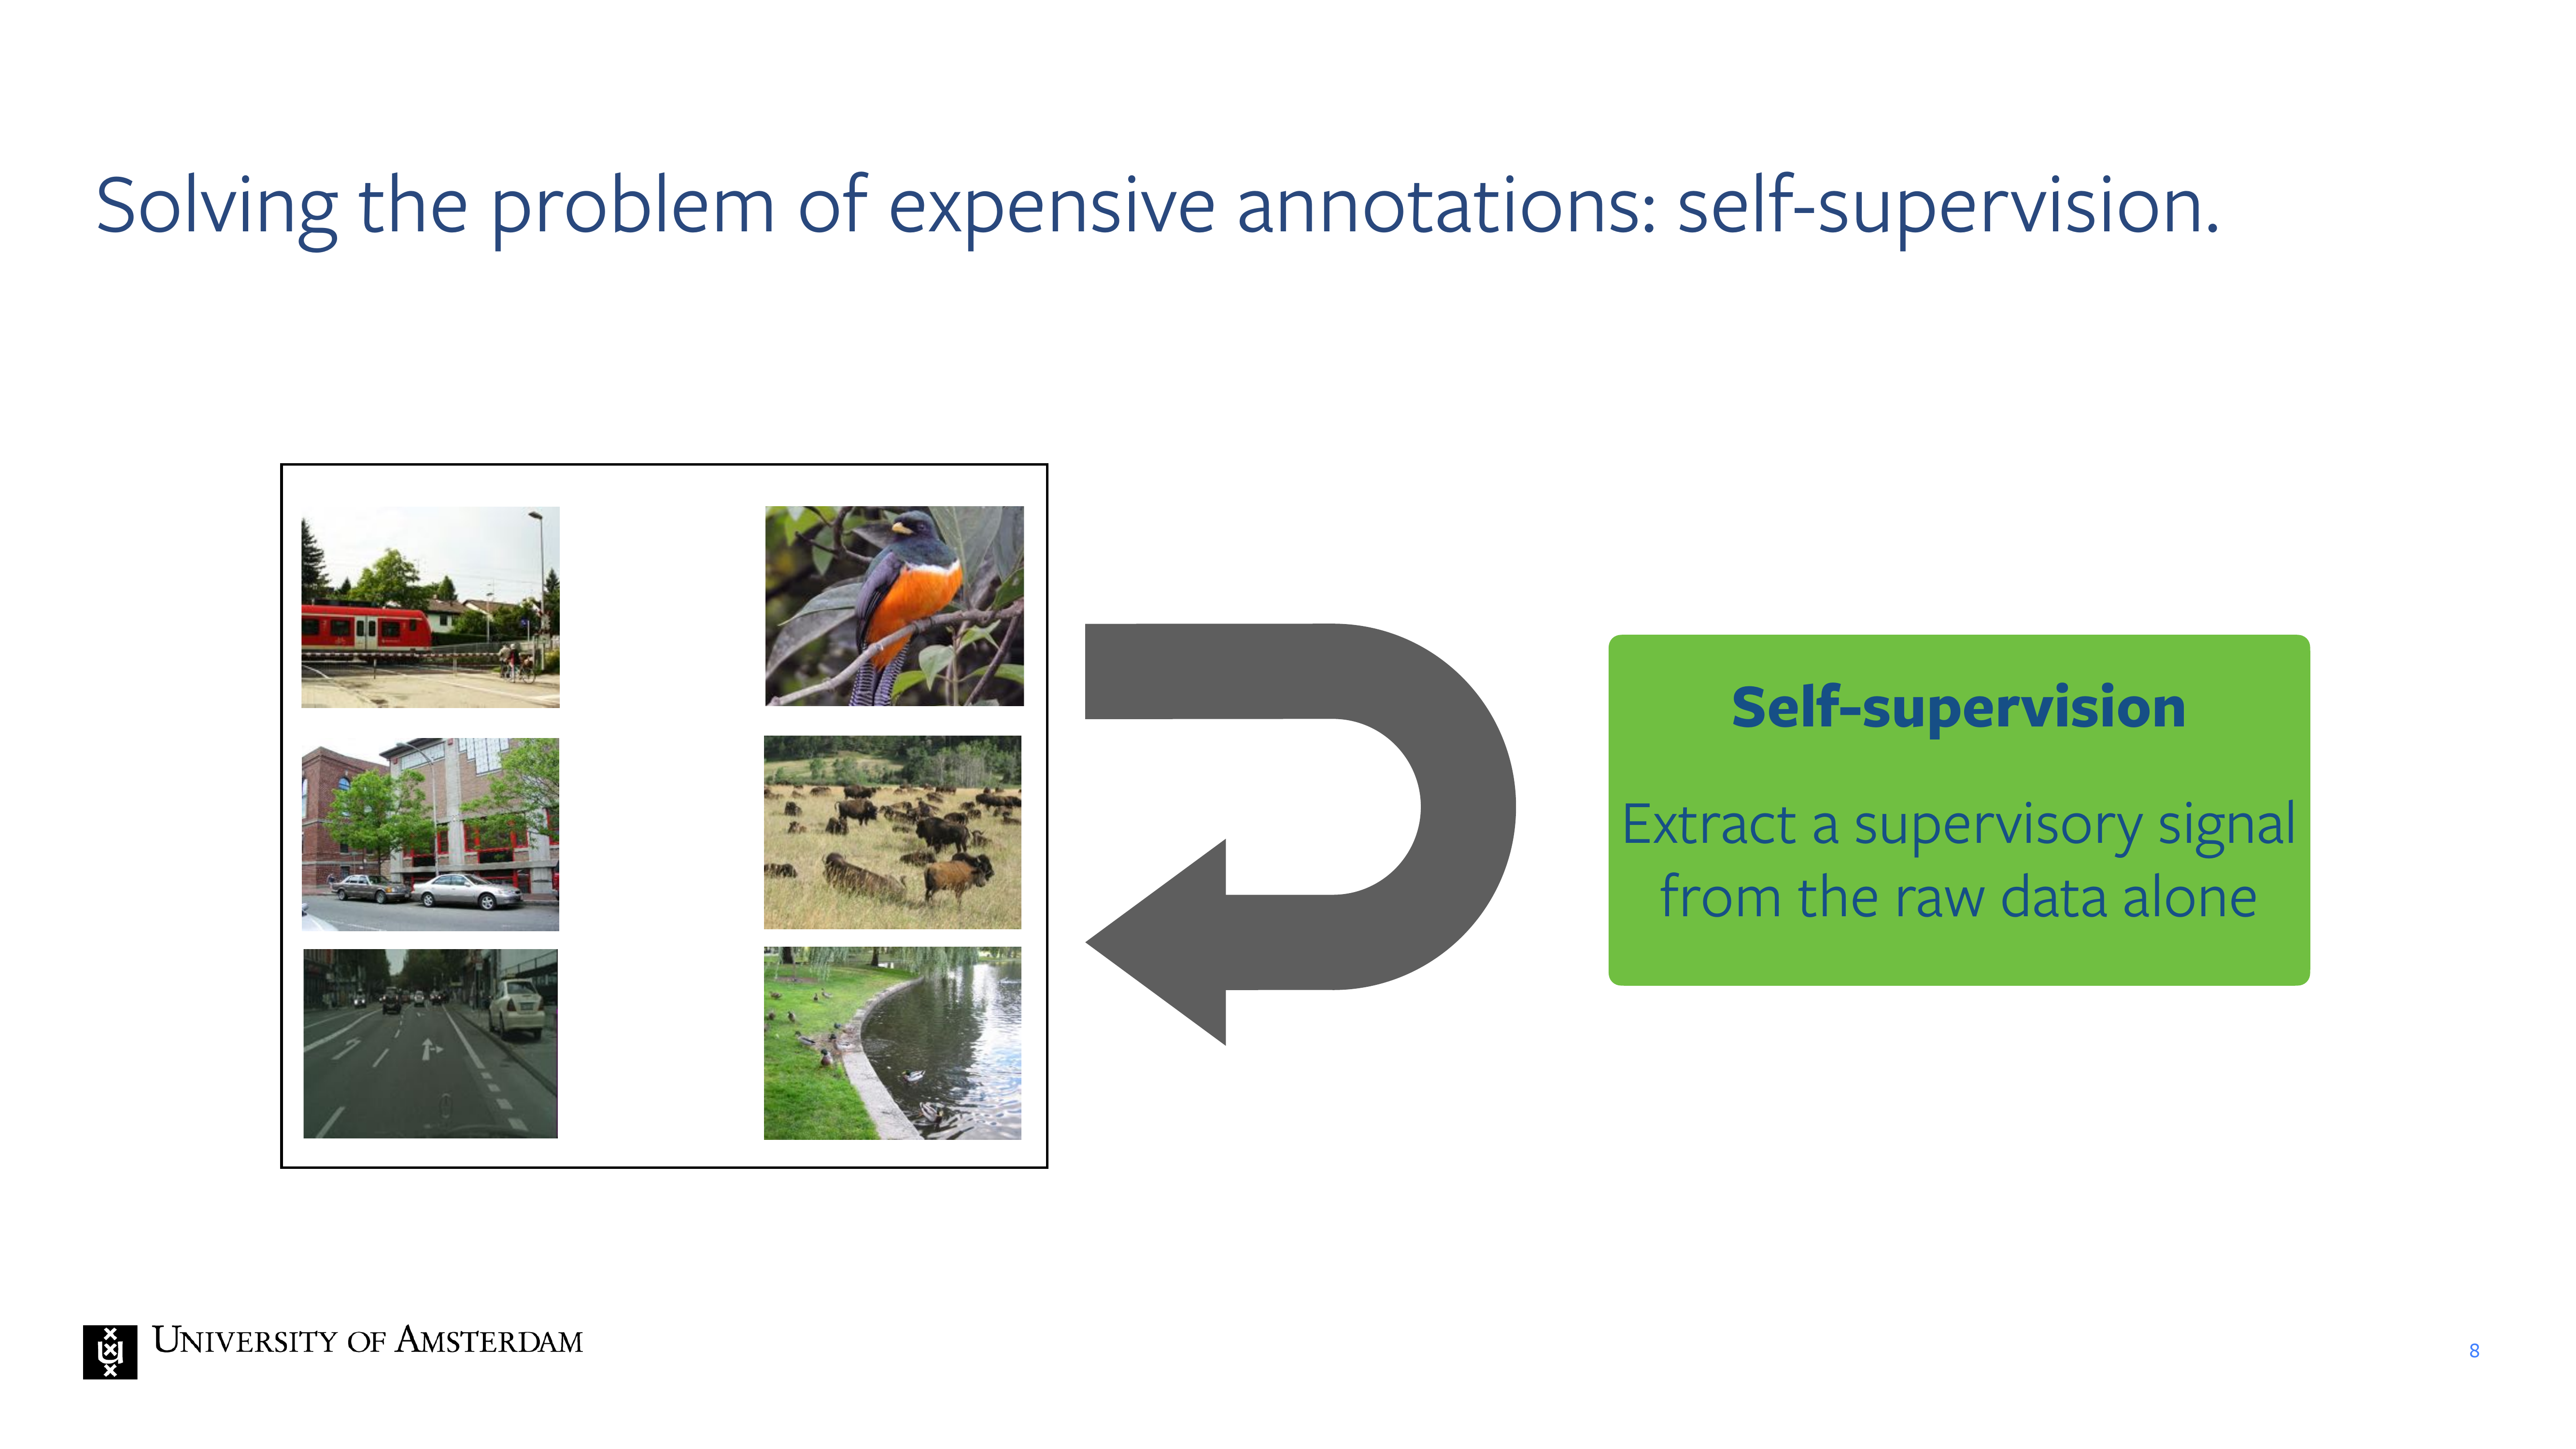 Solving the problem of expensive annotations: self-supervision.
Self-supervision
Extract a supervisory signal
from the raw data alone
UNIVERSITY OF AMSTERDAM
8